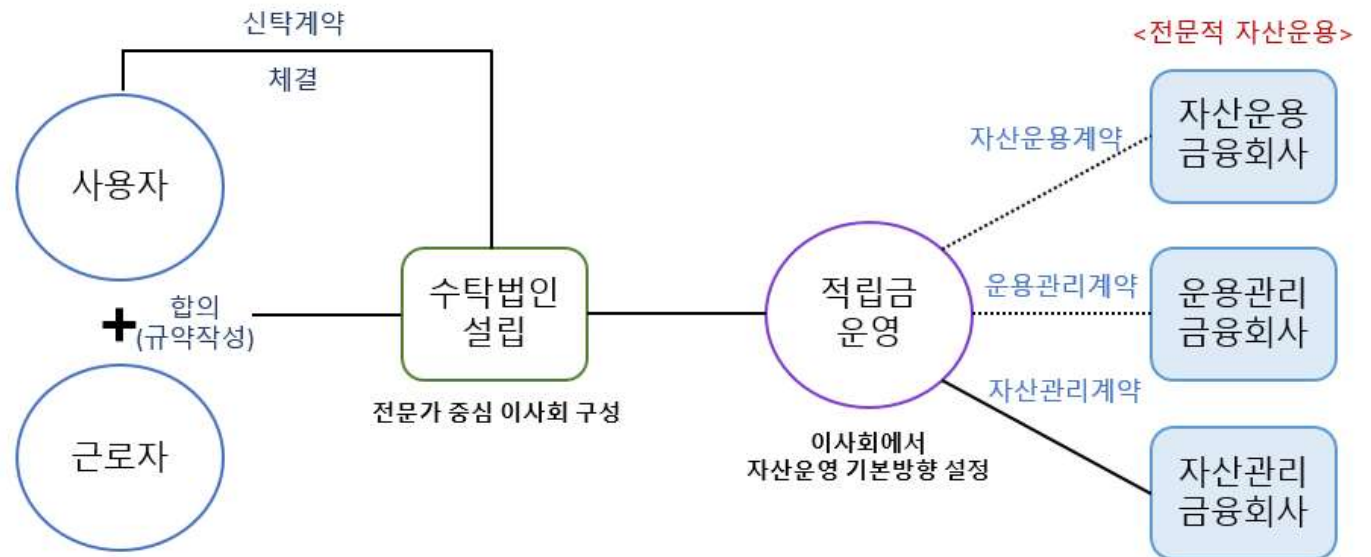 신탁계약
체결
사용자
+
합의
(규약작성)
근로자
수탁법인
설립
전문가 중심 이사회 구성
적립금
운영
이사회에서
자산운영 기본방향 설정
<전문적 자산운용>
자산운용계약
자산운용
금융회사
운용관리계약
운용관리
금융회사
자산관리계약
자산관리
금융회사